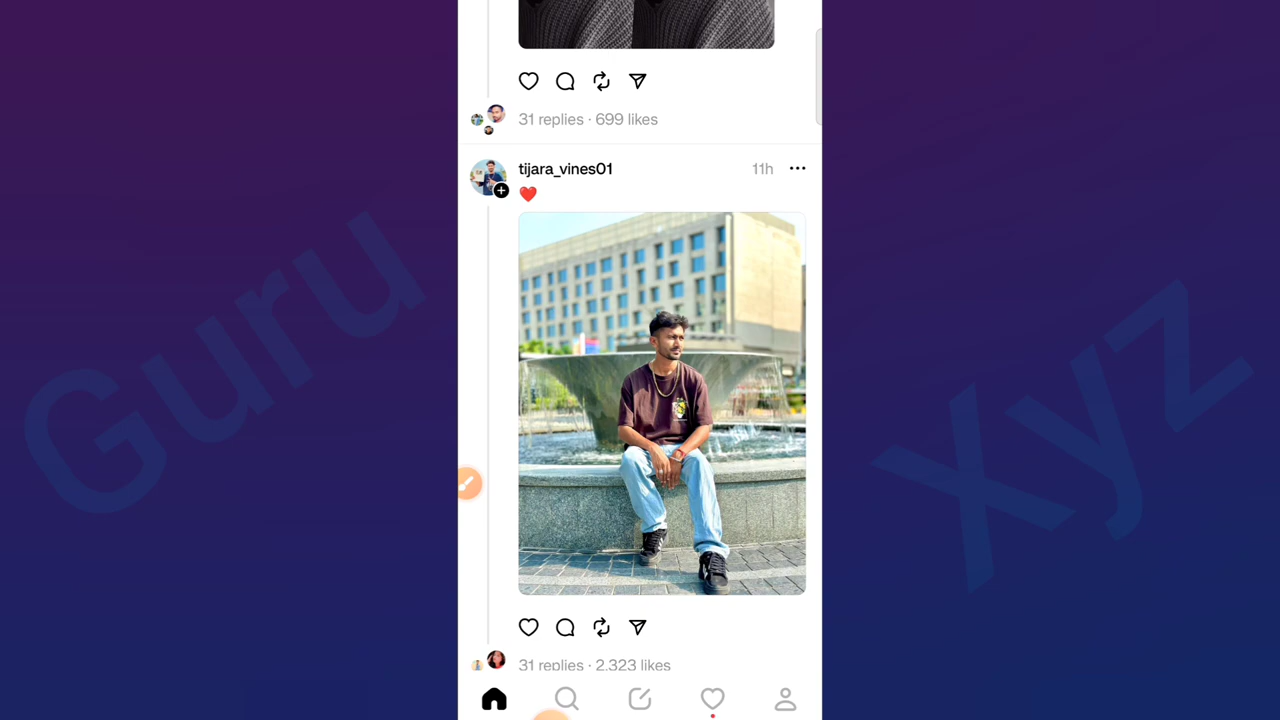 31 replies · 699 likes
tijara_vines01 11h
❤️
31 replies · 2,323 likes
Guru
Xyz